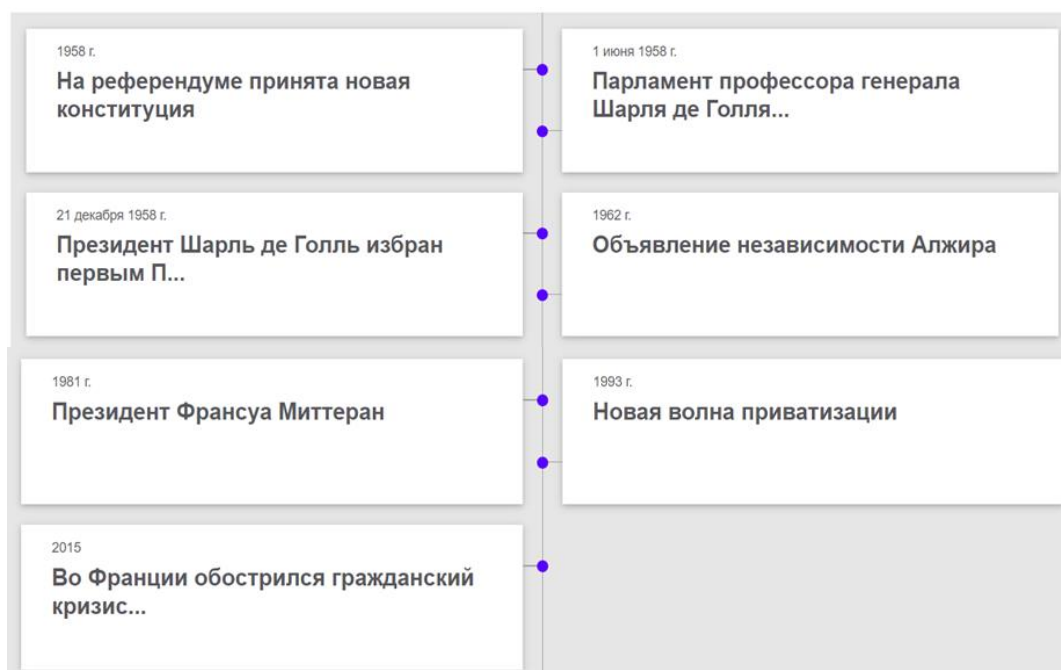 1958 г.
На референдуме принята новая
конституция
1 июня 1958 г.
Парламент профессора генерала
Шарля де Голля...
21 декабря 1958 г.
Президент Шарль де Голль избран
первым П...
1962 г.
Объявление независимости Алжира
1981 г.
Президент Франсуа Миттеран
1993 г.
Новая волна приватизации
2015
Во Франции обострился гражданский
кризис...